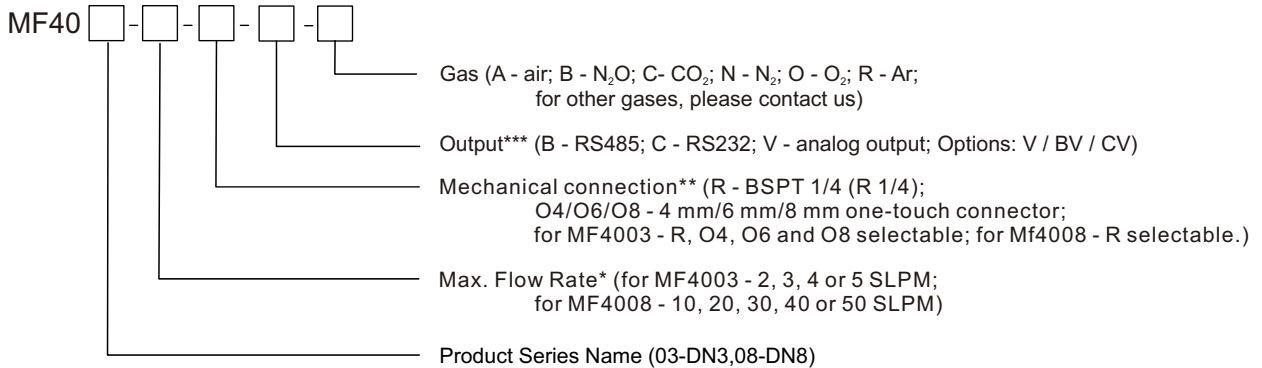 MF40 - - - -
Gas (A - air; B - N₂O; C- CO₂; N - N₂; O - O₂; R - Ar;
for other gases, please contact us)
Output*** (B - RS485; C - RS232; V - analog output; Options: V / BV / CV)
Mechanical connection** (R - BSPT 1/4 (R 1/4);
O4/O6/O8 - 4 mm/6 mm/8 mm one-touch connector;
for MF4003 - R, O4, O6 and O8 selectable; for Mf4008 - R selectable.)
Max. Flow Rate* (for MF4003 - 2, 3, 4 or 5 SLPM;
for MF4008 - 10, 20, 30, 40 or 50 SLPM)
Product Series Name (03-DN3,08-DN8)